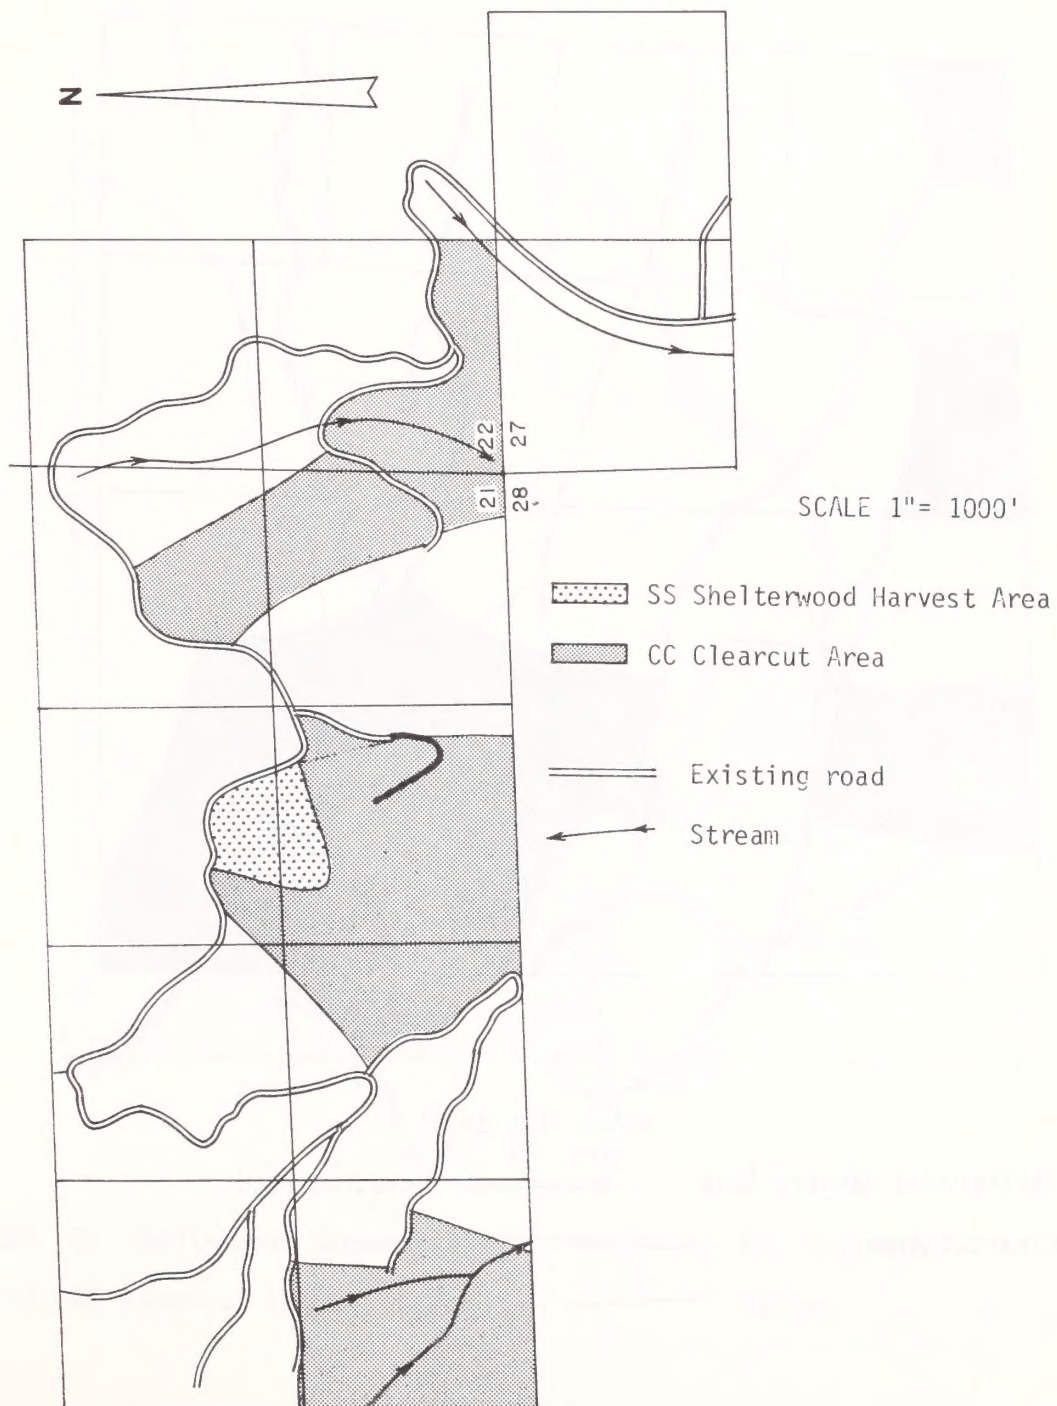 N
22
27
21
28
SCALE 1"= 1000'
SS Shelterwood Harvest Area
CC Clearcut Area
Existing road
Stream